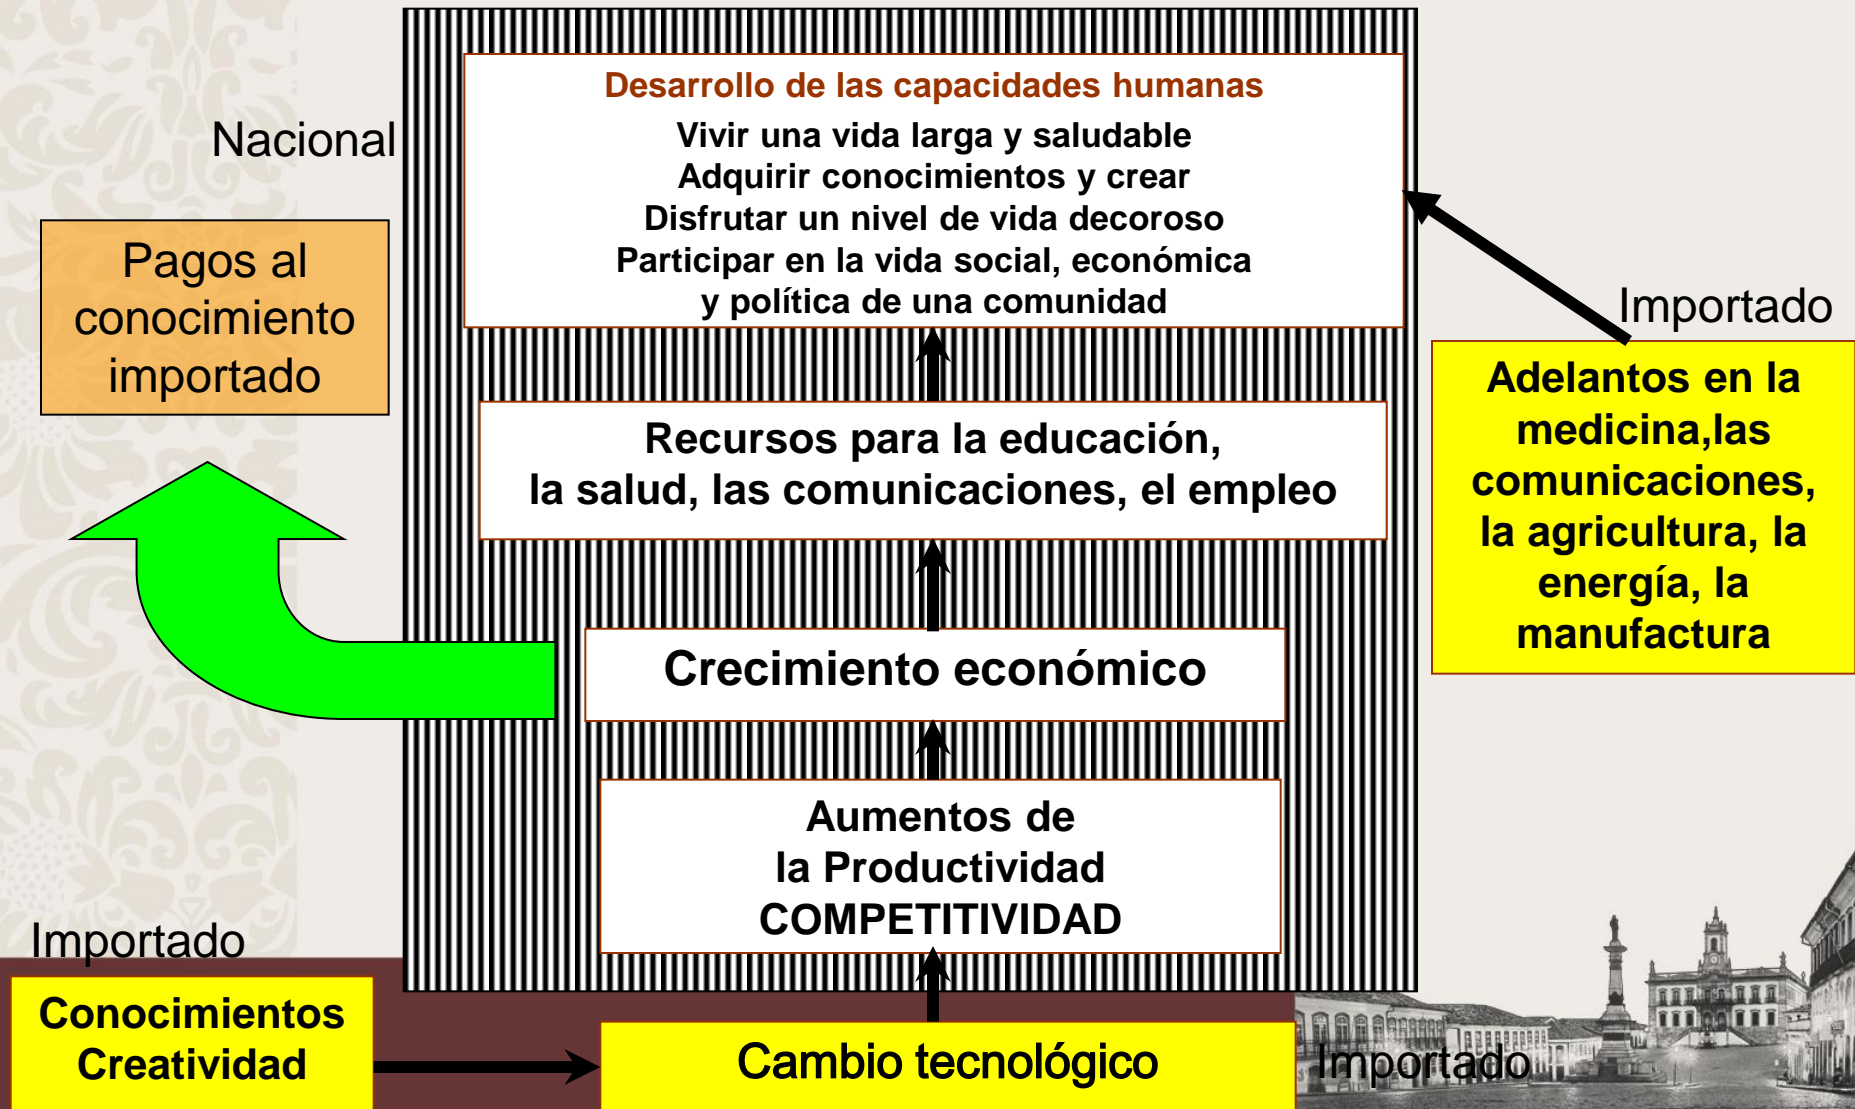 Nacional
Desarrollo de las capacidades humanas
Vivir una vida larga y saludable
Adquirir conocimientos y crear
Disfrutar un nivel de vida decoroso
Participar en la vida social, económica
y política de una comunidad
Pagos al
conocimiento
importado
Importado
Adelantos en la
medicina,las
comunicaciones,
la agricultura, la
energía, la
manufactura
Recursos para la educación,
la salud, las comunicaciones, el empleo
Crecimiento económico
Aumentos de
la Productividad
COMPETITIVIDAD
Importado
Conocimientos
Creatividad
Cambio tecnológico
Importado